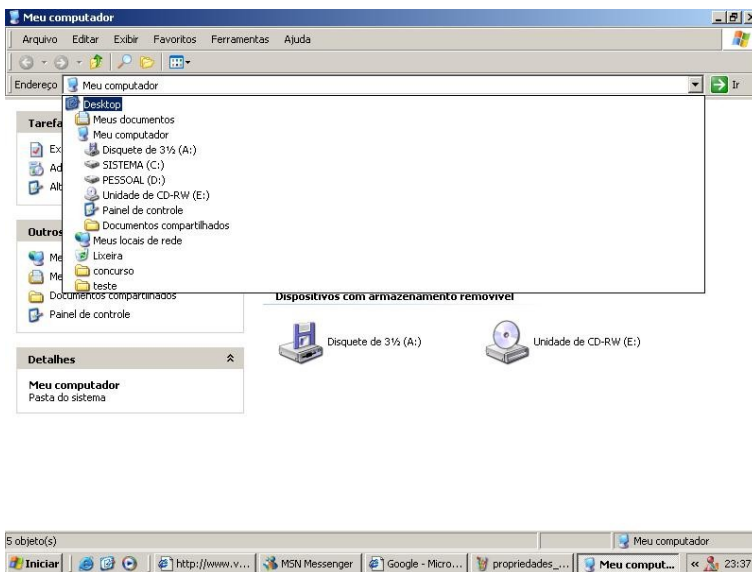 Meu computador
Arquivo Editar Exibir Favoritos Ferramentas Ajuda
Endereço Meu computador Ir
Desktop
Meus documentos
Meu computador
Disquete de 3½ (A:)
SISTEMA (C:)
PESSOAL (D:)
Unidade de CD-RW (E:)
Painel de controle
Documentos compartilhados
Meus locais de rede
Lixeira
concurso
teste
Tarefa
Ex
Ad
Alt
Outros
Me
Me
Documentos compartilhados
Painel de controle
Detalhes
Meu computador
Pasta do sistema
Dispositivos com armazenamento removível
Disquete de 3½ (A:) Unidade de CD-RW (E:)
5 objeto(s) Meu computador
Iniciar http://www.v... MSN Messenger Google - Micro... propriedades_... Meu comput... « 23:37